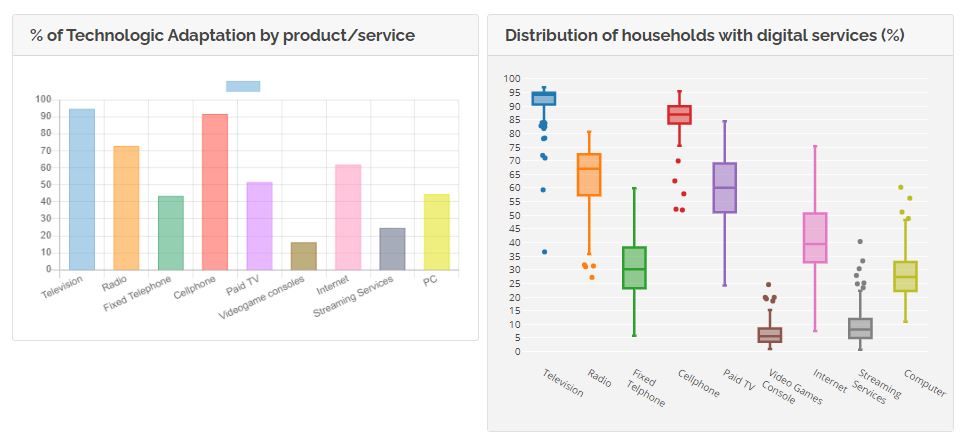 % of Technologic Adaptation by product/service
100
90
80
70
60
50
40
30
20
10
0
Television
Radio
Fixed Telephone
Cellphone
Paid TV
Videogame consoles
Internet
Streaming Services
PC
Distribution of households with digital services (%)
100
95
90
85
80
75
70
65
60
55
50
45
40
35
30
25
20
15
10
5
0
Television
Radio
Fixed
Telphone
Cellphone
Paid TV
Video Games
Console
Internet
Streaming
Services
Computer